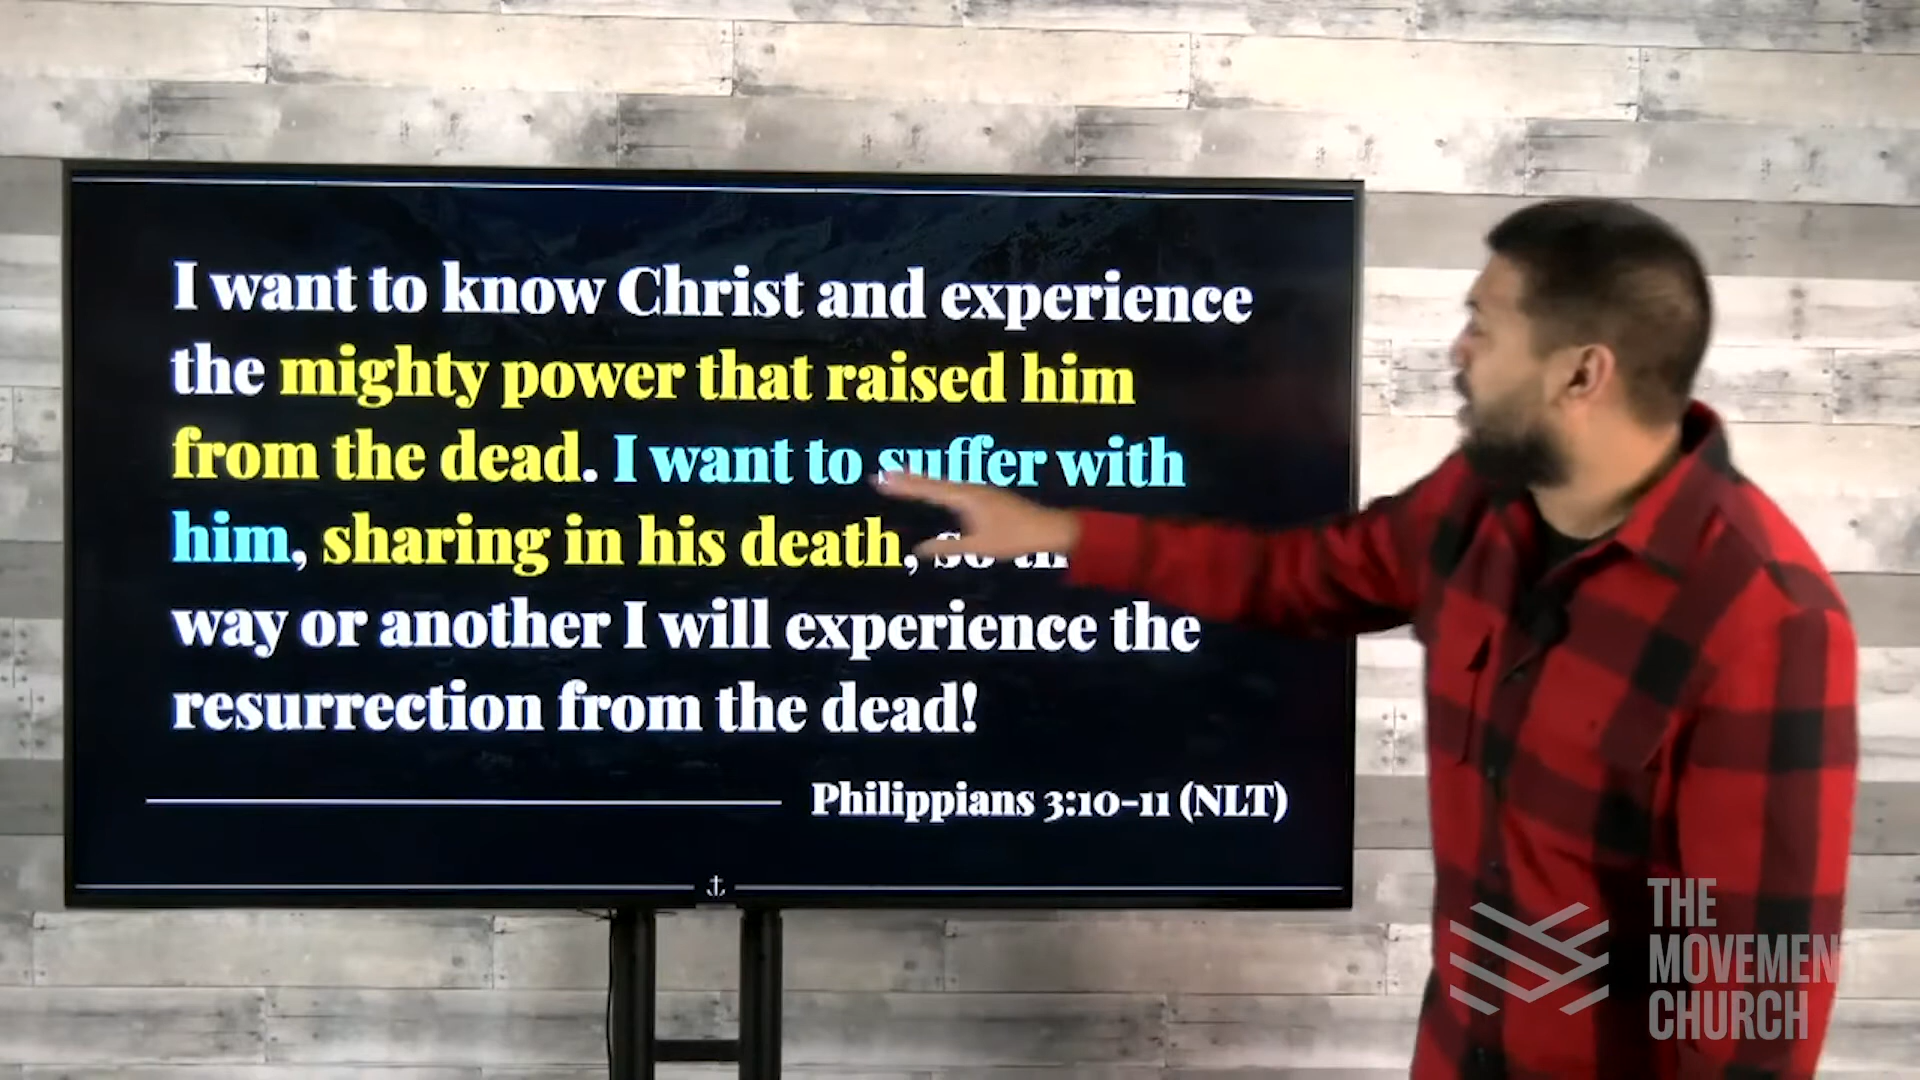 I want to know Christ and experience
the mighty power that raised him
from the dead. I want to suffer with
him, sharing in his death, so
way or another I will experience the
resurrection from the dead!
Philippians 3:10-11 (NLT)
THE
MOVEMEN
CHURCH